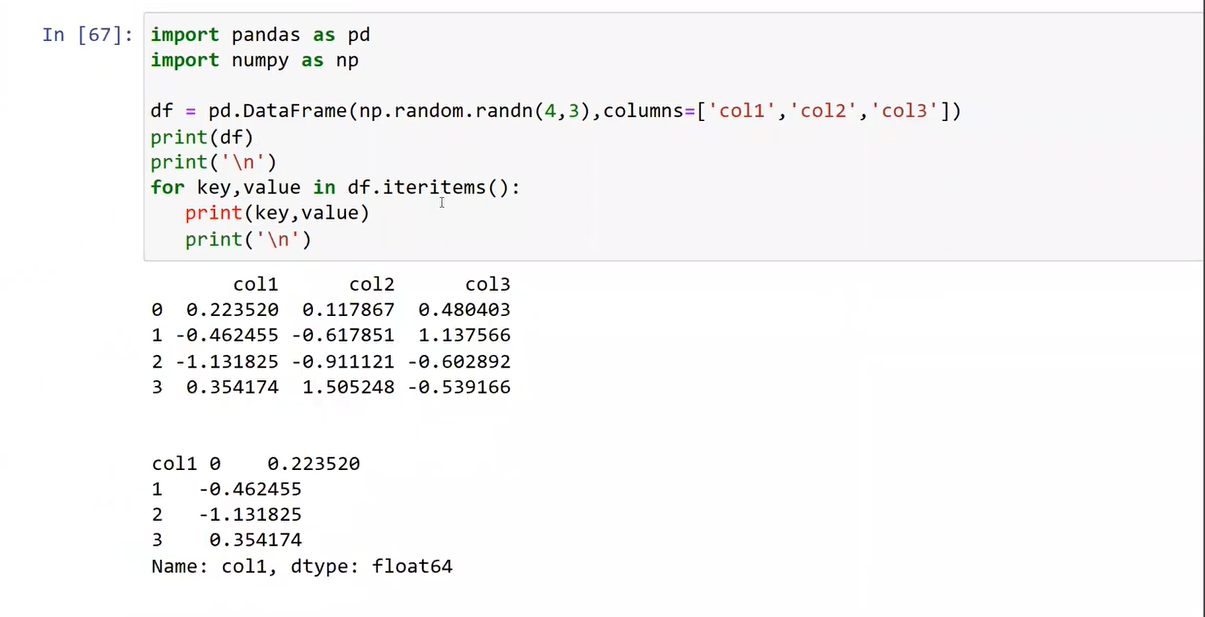 In [67]:
import pandas as pd
import numpy as np
df = pd.DataFrame(np.random.randn(4,3),columns=['col1','col2','col3'])
print(df)
print('\n')
for key,value in df.iteritems():
   print(key,value)
   print('\n')
       col1      col2      col3
0  0.223520  0.117867  0.480403
1 -0.462455 -0.617851  1.137566
2 -1.131825 -0.911121 -0.602892
3  0.354174  1.505248 -0.539166
col1 0    0.223520
1   -0.462455
2   -1.131825
3    0.354174
Name: col1, dtype: float64